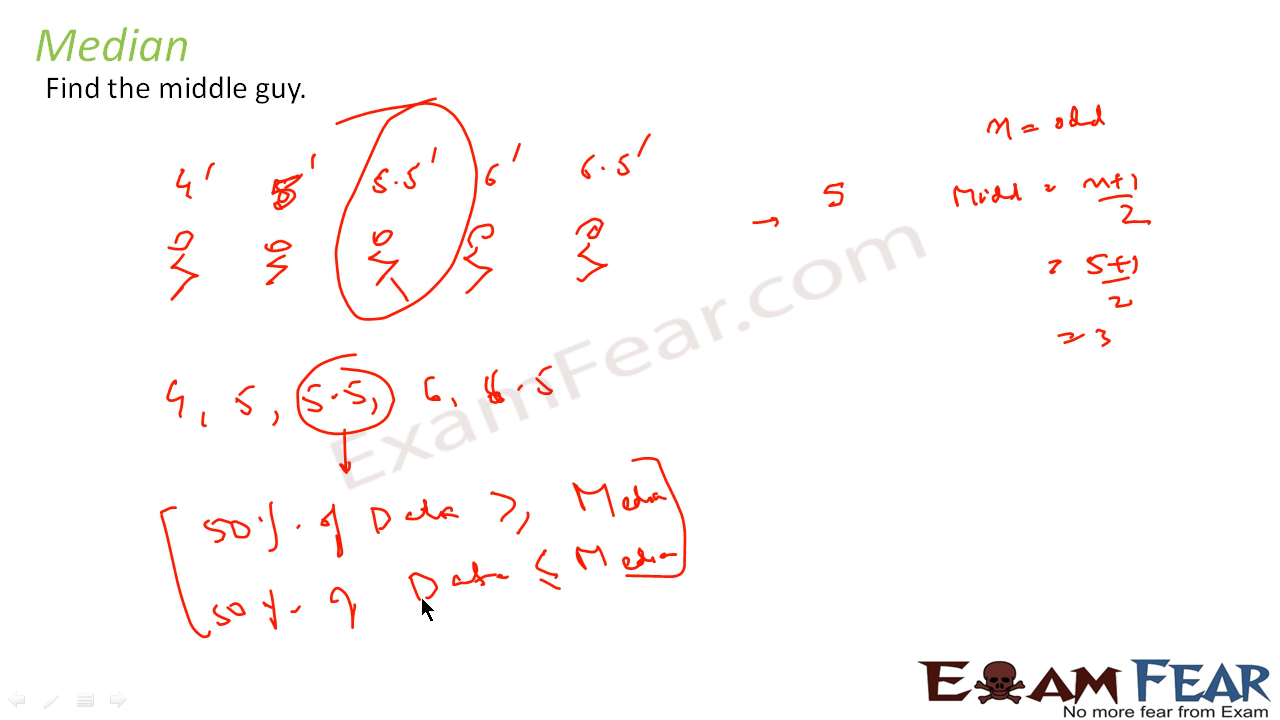 Median
Find the middle guy.
4' 5' 5.5' 6' 6.5'
→ 5
n = odd
Midd = n+1/2
= 5+1/2
= 3
4, 5, 5.5, 6, 6.5
50% of Data ≥ Media
50% of Data ≤ Media
ExamFear.com
EXAM FEAR
No more fear from Exam